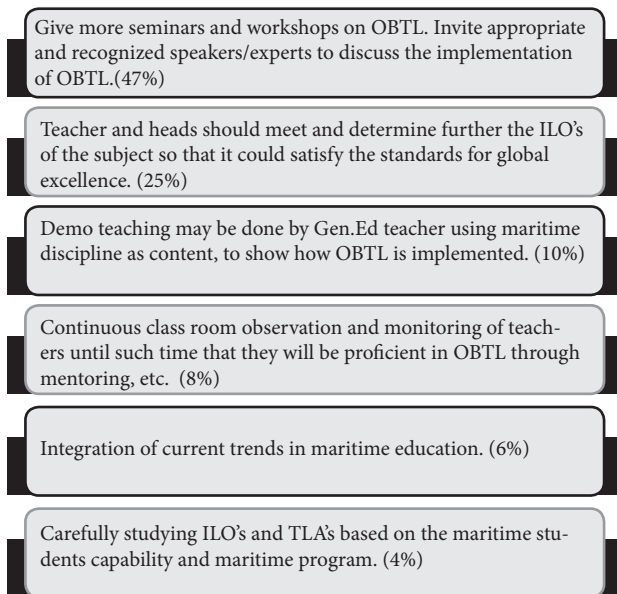 Give more seminars and workshops on OBTL. Invite appropriate
and recognized speakers/experts to discuss the implementation
of OBTL.(47%)
Teacher and heads should meet and determine further the ILO's
of the subject so that it could satisfy the standards for global
excellence. (25%)
Demo teaching may be done by Gen.Ed teacher using maritime
discipline as content, to show how OBTL is implemented. (10%)
Continuous class room observation and monitoring of teach-
ers until such time that they will be proficient in OBTL through
mentoring, etc. (8%)
Integration of current trends in maritime education. (6%)
Carefully studying ILO's and TLA's based on the maritime stu-
dents capability and maritime program. (4%)